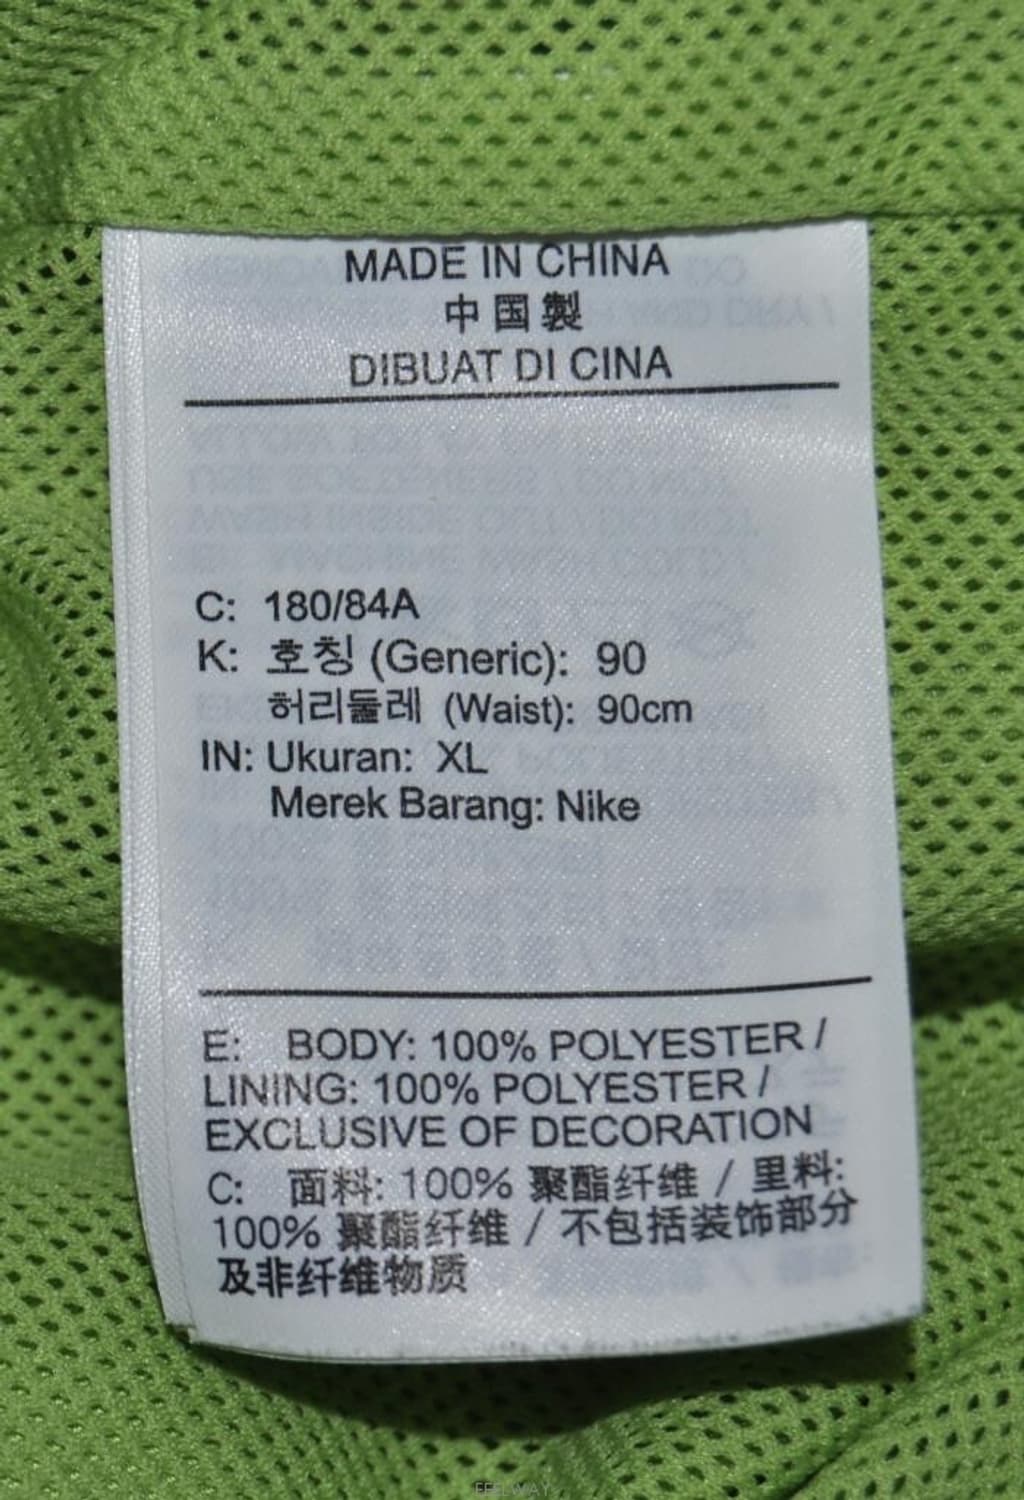 MADE IN CHINA
中国製
DIBUAT DI CINA
C: 180/84A
K: 호칭 (Generic): 90
허리둘레 (Waist): 90cm
IN: Ukuran: XL
Merek Barang: Nike
E: BODY: 100% POLYESTER /
LINING: 100% POLYESTER /
EXCLUSIVE OF DECORATION
C: 面料: 100% 聚酯纤维 / 里料:
100% 聚酯纤维 / 不包括装饰部分
及非纤维物质
FEELWAY